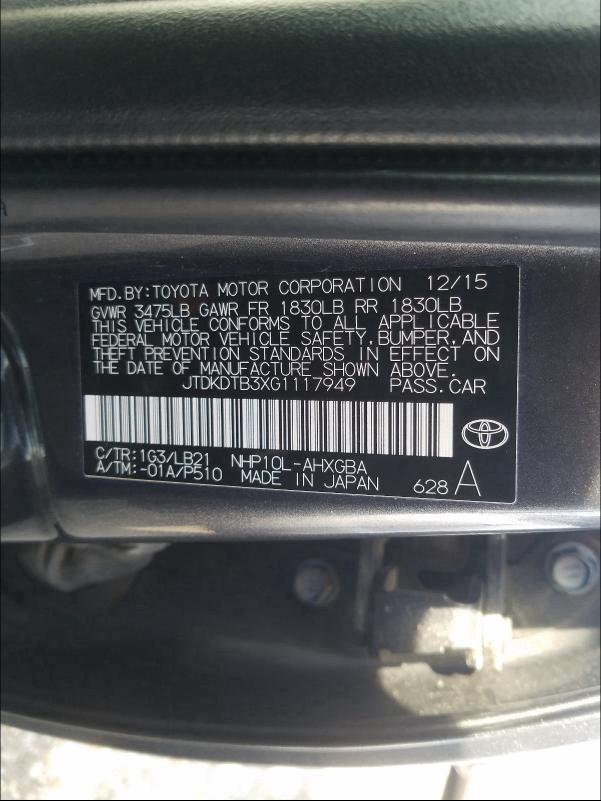 MFD.BY:TOYOTA MOTOR CORPORATION 12/15
GVWR 3475LB GAWR FR 1830LB RR 1830LB
THIS VEHICLE CONFORMS TO ALL APPLICABLE
FEDERAL MOTOR VEHICLE SAFETY, BUMPER, AND
THEFT PREVENTION STANDARDS IN EFFECT ON
THE DATE OF MANUFACTURE SHOWN ABOVE.
JTDKDTB3XG1117949 PASS.CAR
C/TR:1G3/LB21 NHP10L-AHXGBA
A/TM:-01A/P510 MADE IN JAPAN 628 A